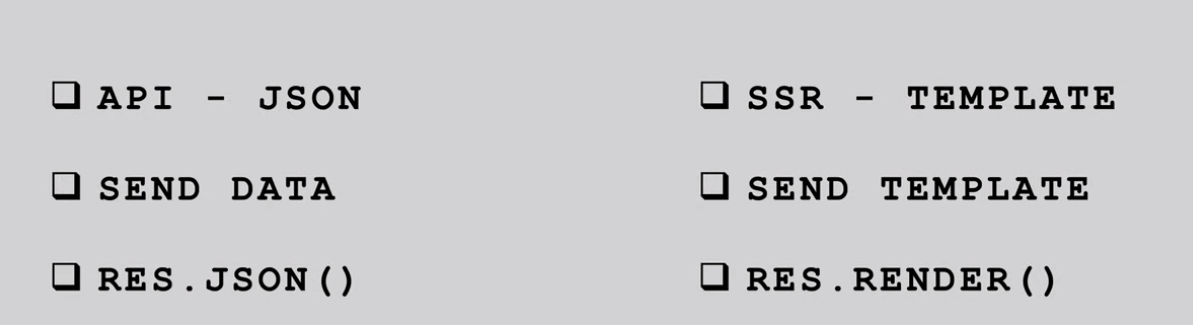 ❑ API - JSON
❑ SEND DATA
❑ RES.JSON()
❑ SSR - TEMPLATE
❑ SEND TEMPLATE
❑ RES.RENDER()